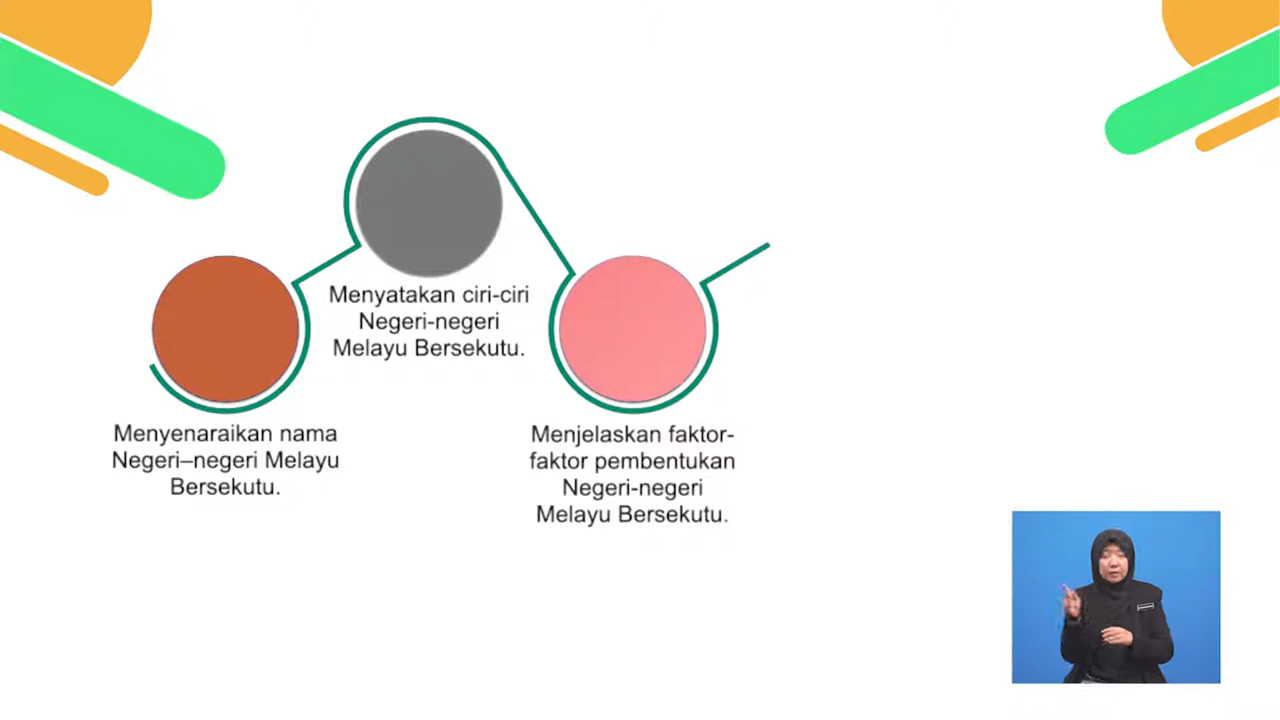 Menyatakan ciri-ciri
Negeri-negeri
Melayu Bersekutu.
Menyenaraikan nama
Negeri–negeri Melayu
Bersekutu.
Menjelaskan faktor-
faktor pembentukan
Negeri-negeri
Melayu Bersekutu.